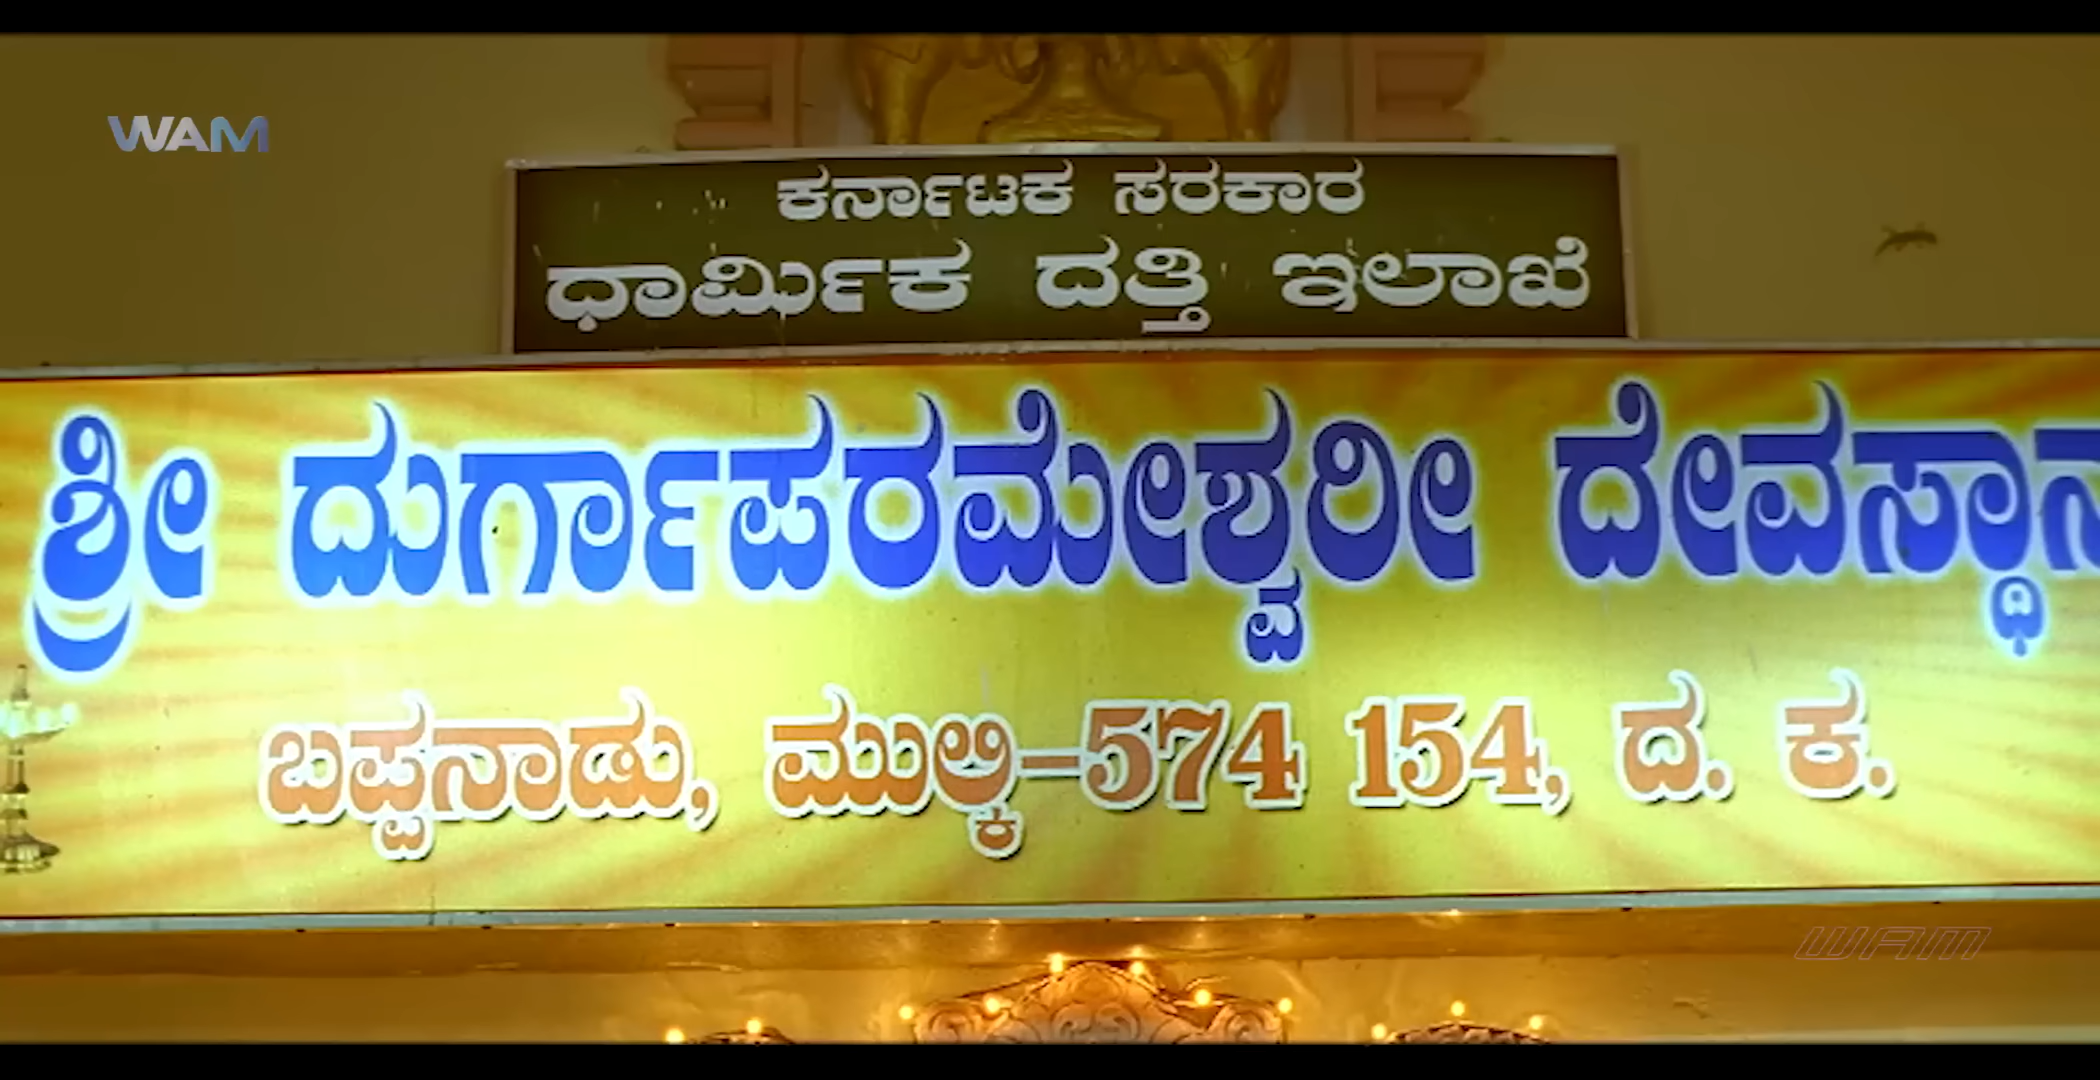 WAM
ಕರ್ನಾಟಕ ಸರಕಾರ
ಧಾರ್ಮಿಕ ದತ್ತಿ ಇಲಾಖೆ
ಶ್ರೀ ದುರ್ಗಾಪರಮೇಶ್ವರೀ ದೇವಸ್ಥಾನ
ಬಪ್ಪನಾಡು, ಮುಲ್ಕಿ-574 154, ದ. ಕ.
WAM